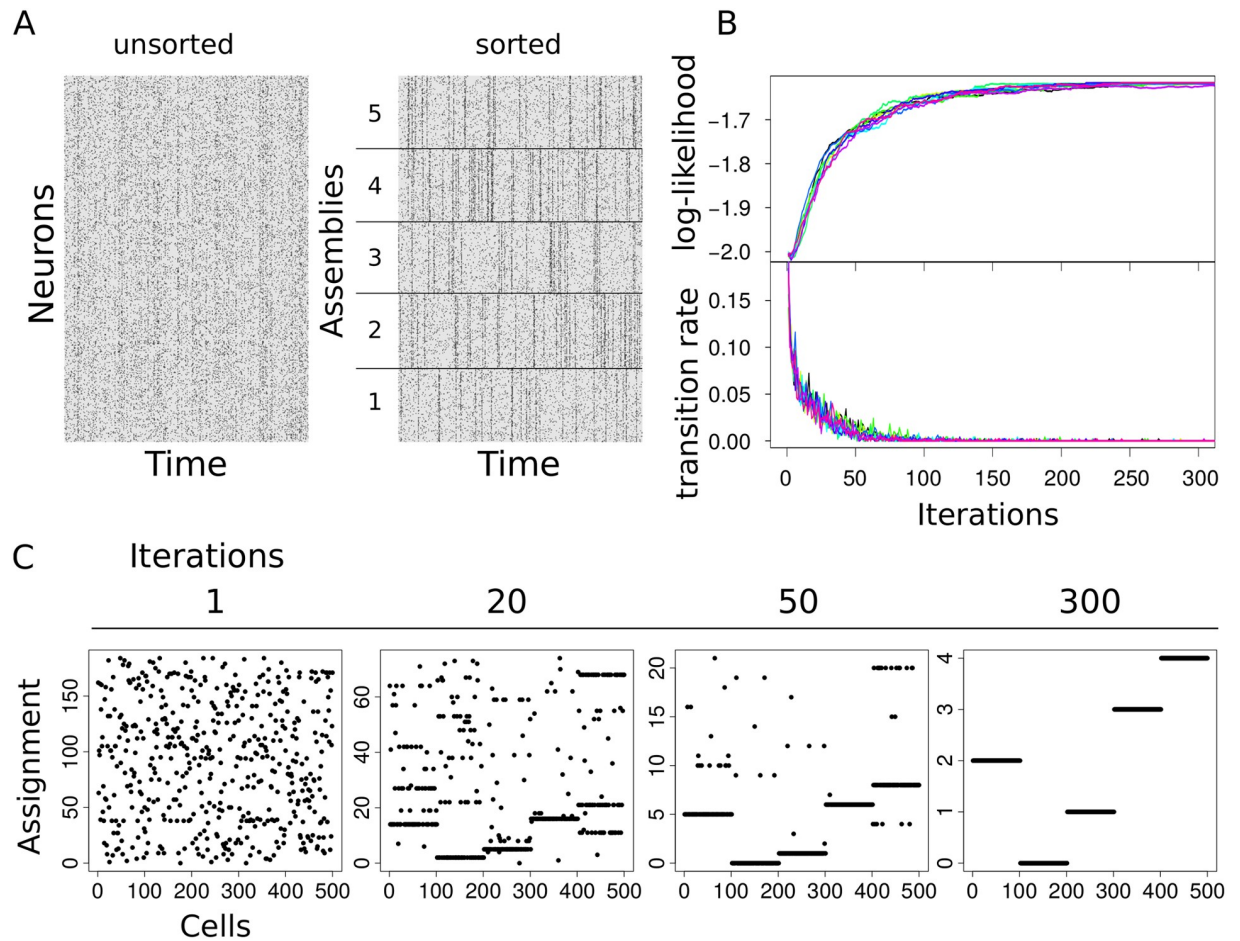 A
B
unsorted
sorted
Neurons
Assemblies
5
4
3
2
1
Time
Time
log-likelihood
−1.7
−1.8
−1.9
−2.0
transition rate
0.15
0.10
0.05
0.00
0 50 100 150 200 250 300
Iterations
C
Iterations
1 20 50 300
Assignment
150
100
50
0
0 100 200 300 400 500
60
40
20
0
0 100 200 300 400 500
20
15
10
5
0
0 100 200 300 400 500
4
3
2
1
0
0 100 200 300 400 500
Cells